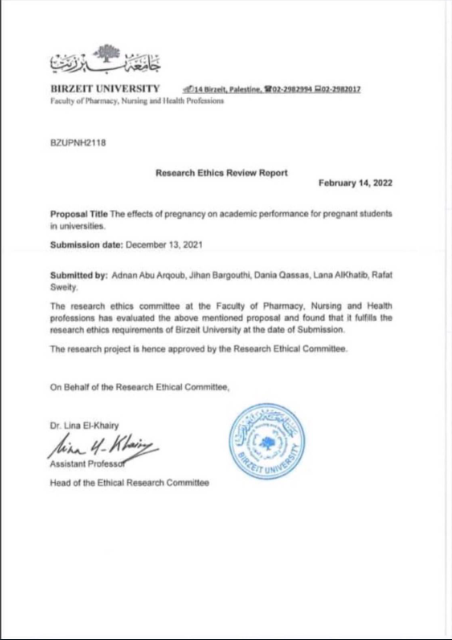 جامعة بيرزيت
BIRZEIT UNIVERSITY
14 Birzeit, Palestine, ☎02-2982994 02-2982017
Faculty of Pharmacy, Nursing and Health Professions
BZUPNH2118
Research Ethics Review Report
February 14, 2022
Proposal Title The effects of pregnancy on academic performance for pregnant students
in universities.
Submission date: December 13, 2021
Submitted by: Adnan Abu Arqoub, Jihan Bargouthi, Dania Qassas, Lana AlKhatib, Rafat
Sweity.
The research ethics committee at the Faculty of Pharmacy, Nursing and Health
professions has evaluated the above mentioned proposal and found that it fulfills the
research ethics requirements of Birzeit University at the date of Submission.
The research project is hence approved by the Research Ethical Committee.
On Behalf of the Research Ethical Committee,
Dr. Lina El-Khairy
Lina El-Khairy
Assistant Professor
Head of the Ethical Research Committee
BIRZEIT UNIVERSITY